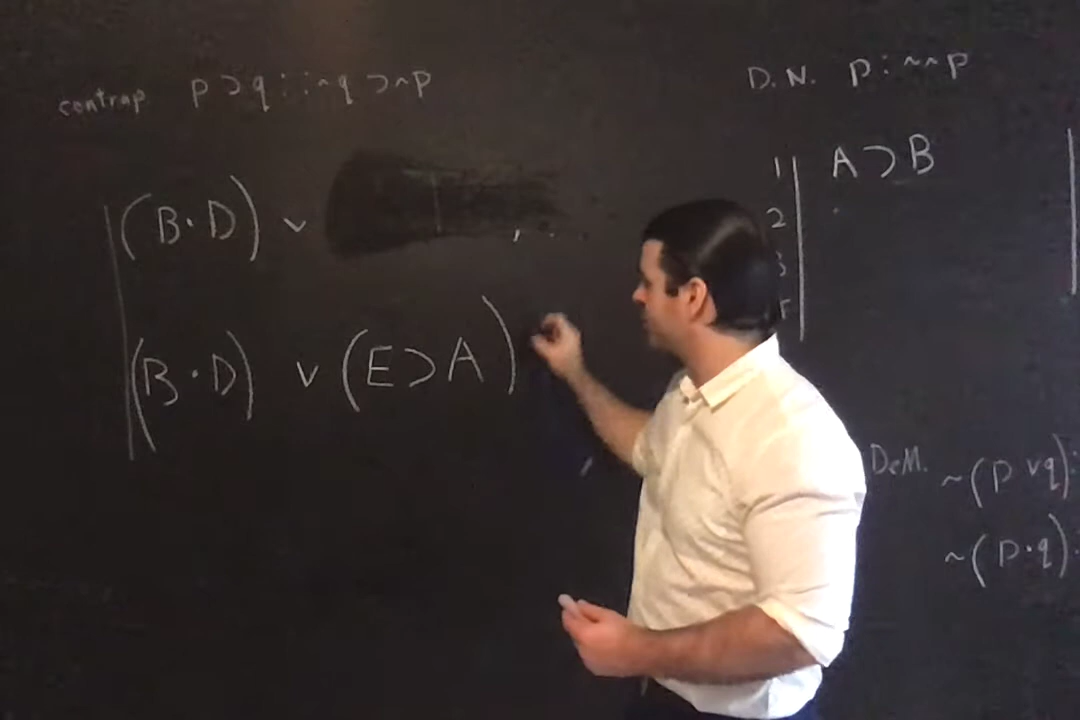 contrap p ⊃ q :: ~q ⊃ ~p
(B · D) v
(B · D) v (E ⊃ A)
D.N. p : ~~p
1 A ⊃ B
2
3
DeM. ~(p v q) :
~(p · q) :